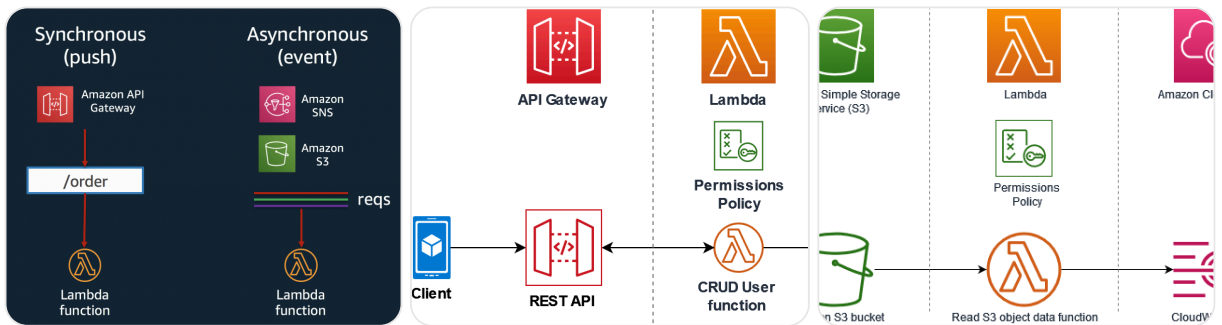 Synchronous
(push)
Amazon API
Gateway
/order
Lambda
function
Asynchronous
(event)
Amazon
SNS
Amazon
S3
reqs
Lambda
function
API Gateway
Lambda
Permissions
Policy
Client
REST API
CRUD User
function
Simple Storage
ervice (S3)
Lambda
Amazon Cl
Permissions
Policy
n S3 bucket
Read S3 object data function
CloudW